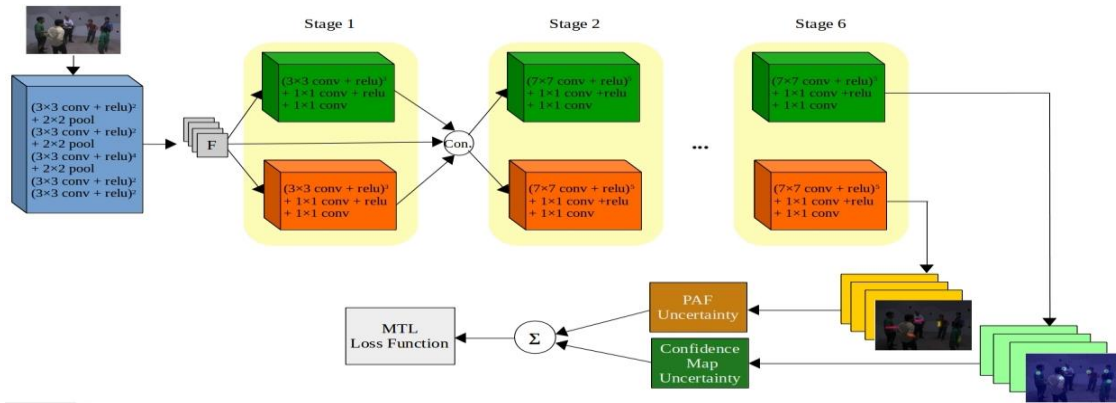 Stage 1
Stage 2
Stage 6
(3×3 conv + relu)²
+ 2×2 pool
(3×3 conv + relu)²
+ 2×2 pool
(3×3 conv + relu)⁴
+ 2×2 pool
(3×3 conv + relu)²
(3×3 conv + relu)²
F
(3×3 conv + relu)³
+ 1×1 conv + relu
+ 1×1 conv
(3×3 conv + relu)³
+ 1×1 conv + relu
+ 1×1 conv
Con.
(7×7 conv + relu)⁵
+ 1×1 conv +relu
+ 1×1 conv
(7×7 conv + relu)⁵
+ 1×1 conv +relu
+ 1×1 conv
...
(7×7 conv + relu)⁵
+ 1×1 conv +relu
+ 1×1 conv
(7×7 conv + relu)⁵
+ 1×1 conv +relu
+ 1×1 conv
PAF
Uncertainty
Confidence
Map
Uncertainty
Σ
MTL
Loss Function